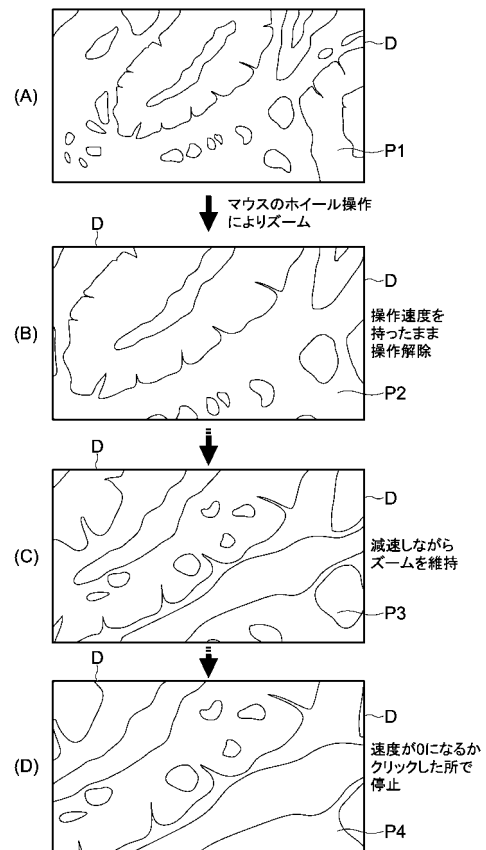 (A)
D
P1
マウスのホイール操作
によりズーム
D
(B)
D
操作速度を
持ったまま
操作解除
P2
D
(C)
D
減速しながら
ズームを維持
P3
D
(D)
D
速度が0になるか
クリックした所で
停止
P4